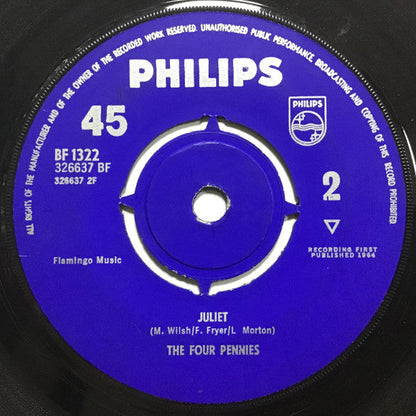 ALL RIGHTS OF THE MANUFACTURER AND OF THE OWNER OF THE RECORDED WORK RESERVED. UNAUTHORISED PUBLIC PERFORMANCE, BROADCASTING AND COPYING OF THIS RECORD PROHIBITED.
PHILIPS
45
PHILIPS
BF 1322
326637 BF
326637 2F
2
Flamingo Music
RECORDING FIRST
PUBLISHED 1964
JULIET
(M. Wilsh/F. Fryer/L Morton)
THE FOUR PENNIES